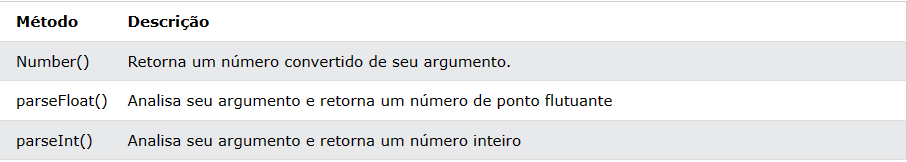 Método Descrição
Number() Retorna um número convertido de seu argumento.
parseFloat() Analisa seu argumento e retorna um número de ponto flutuante
parseInt() Analisa seu argumento e retorna um número inteiro